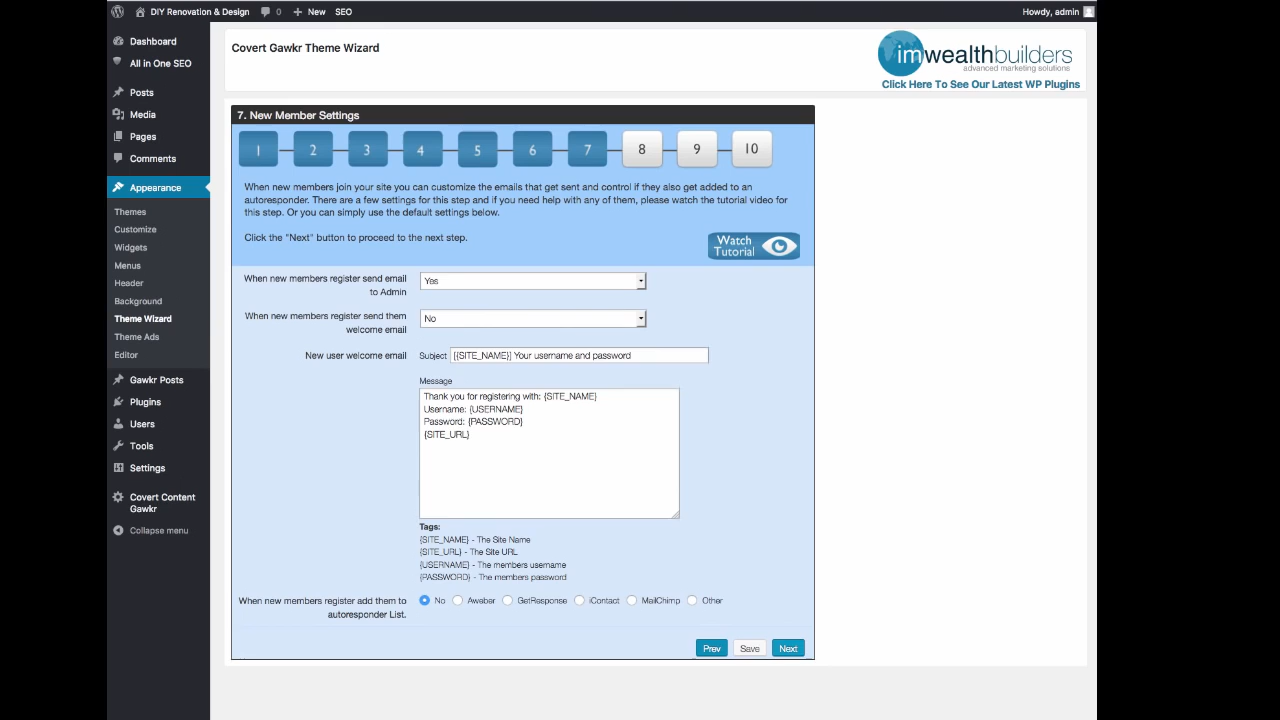 DIY Renovation & Design 0 New SEO Howdy, admin
Dashboard
All in One SEO
Posts
Media
Pages
Comments
Appearance
Themes
Customize
Widgets
Menus
Header
Background
Theme Wizard
Theme Ads
Editor
Gawkr Posts
Plugins
Users
Tools
Settings
Covert Content
Gawkr
Collapse menu
Covert Gawkr Theme Wizard
imwealthbuilders
advanced marketing solutions
Click Here To See Our Latest WP Plugins
7. New Member Settings
1 2 3 4 5 6 7 8 9 10
When new members join your site you can customize the emails that get sent and control if they also get added to an
autoresponder. There are a few settings for this step and if you need help with any of them, please watch the tutorial video for
this step. Or you can simply use the default settings below.
Click the "Next" button to proceed to the next step.
Watch
Tutorial
When new members register send email
to Admin
Yes
When new members register send them
welcome email
No
New user welcome email
Subject [{SITE_NAME}] Your username and password
Message
Thank you for registering with: {SITE_NAME}
Username: {USERNAME}
Password: {PASSWORD}
{SITE_URL}
Tags:
{SITE_NAME} - The Site Name
{SITE_URL} - The Site URL
{USERNAME} - The members username
{PASSWORD} - The members password
When new members register add them to
autoresponder List.
No Aweber GetResponse iContact MailChimp Other
Prev Save Next